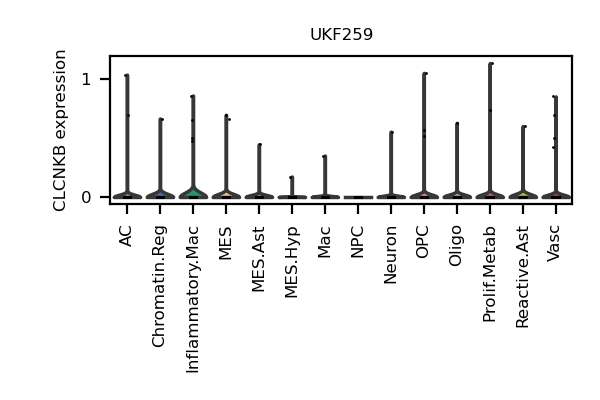 UKF259
CLCNKB expression
1
0
AC
Chromatin.Reg
Inflammatory.Mac
MES
MES.Ast
MES.Hyp
Mac
NPC
Neuron
OPC
Oligo
Prolif.Metab
Reactive.Ast
Vasc